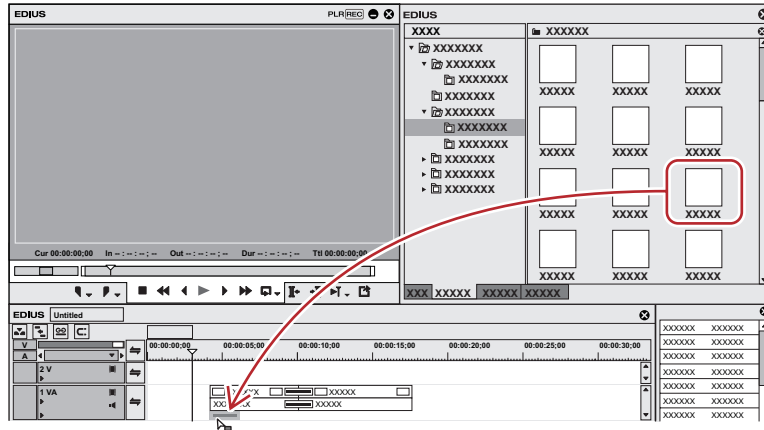 EDIUS
PLR REC
Cur 00:00:00;00 In -- : -- : -- ; -- Out -- : -- : -- ; -- Dur -- : -- : -- ; -- Ttl 00:00:00;00
EDIUS
XXXX
XXXXXXX
XXXXXXX
XXXXXXX
XXXXXXX
XXXXXXX
XXXXXXX
XXXXXXX
XXXXXXX
XXXXXXX
XXXXXXX
XXXXXX
XXXXX XXXXX XXXXX
XXXXX XXXXX XXXXX
XXXXX XXXXX XXXXX
XXXXX XXXXX XXXXX
XXX XXXXX XXXXX XXXXX
EDIUS Untitled
V
A
00:00:00;00 00:00:05;00 00:00:10;00 00:00:15;00 00:00:20;00 00:00:25;00 00:00:30;00
2 V
1 VA
XXXXX
XXXXX
XXXXXX XXXXXX
XXXXXX XXXXXX
XXXXXX XXXXXX
XXXXXX XXXXXX
XXXXXX XXXXXX
XXXXXX XXXXXX
XXXXXX XXXXXX